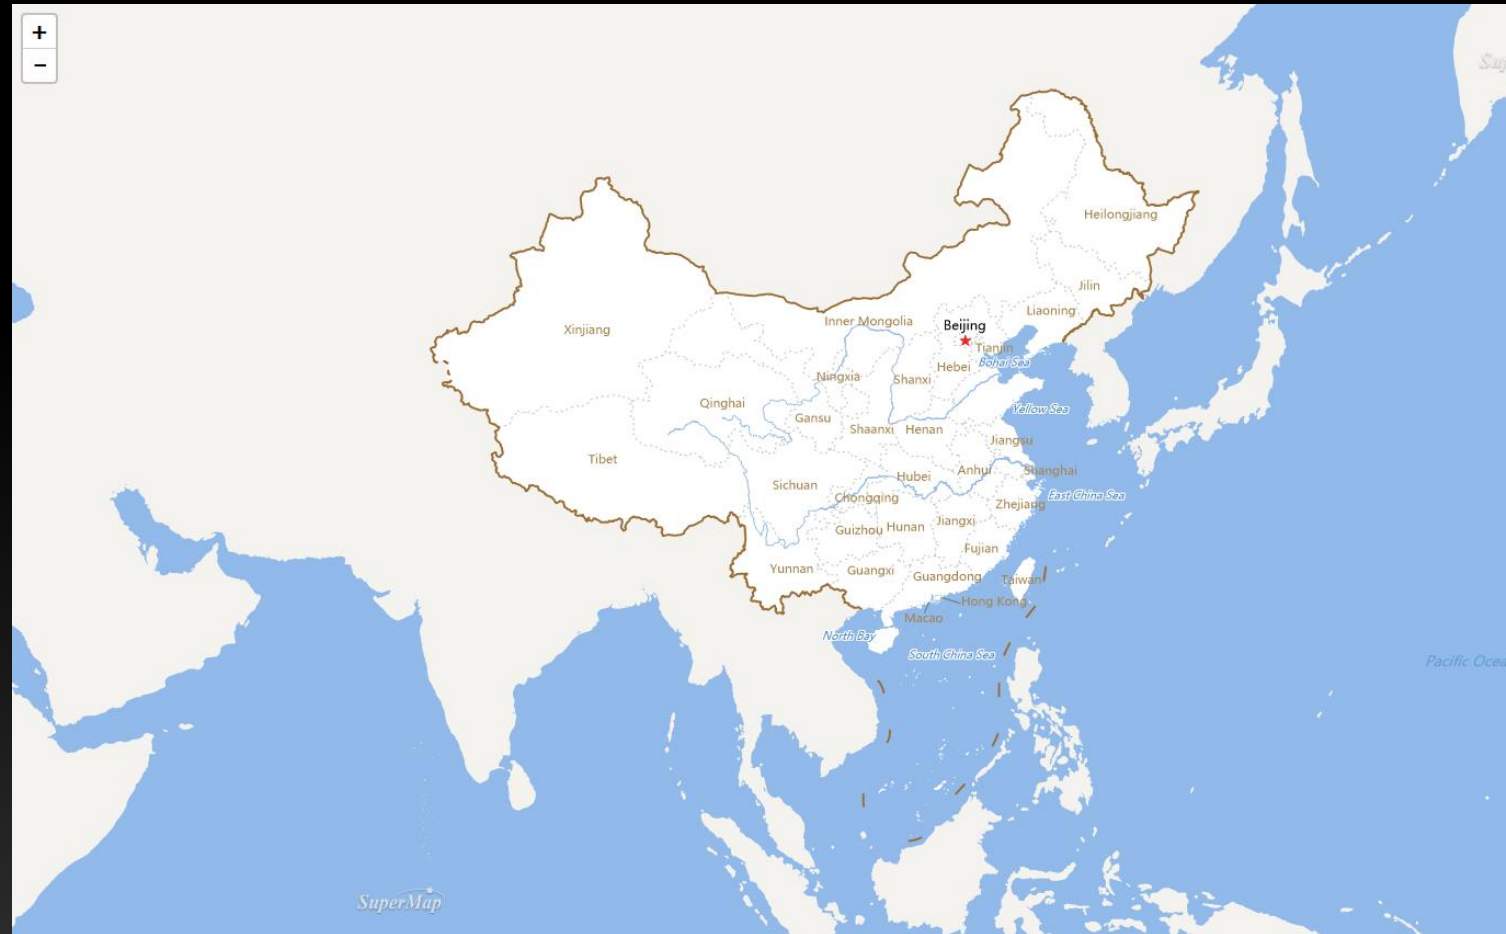 +
−
Heilongjiang
Jilin
Liaoning
Inner Mongolia
Beijing
Xinjiang
Tianjin
Bohai Sea
Hebei
Ningxia
Shanxi
Qinghai
Yellow Sea
Gansu
Shaanxi
Henan
Jiangsu
Tibet
Anhui
Shanghai
Hubei
Sichuan
Chongqing
East China Sea
Zhejiang
Jiangxi
Guizhou
Hunan
Fujian
Yunnan
Guangxi
Guangdong
Taiwan
Hong Kong
Macao
North Bay
South China Sea
SuperMap